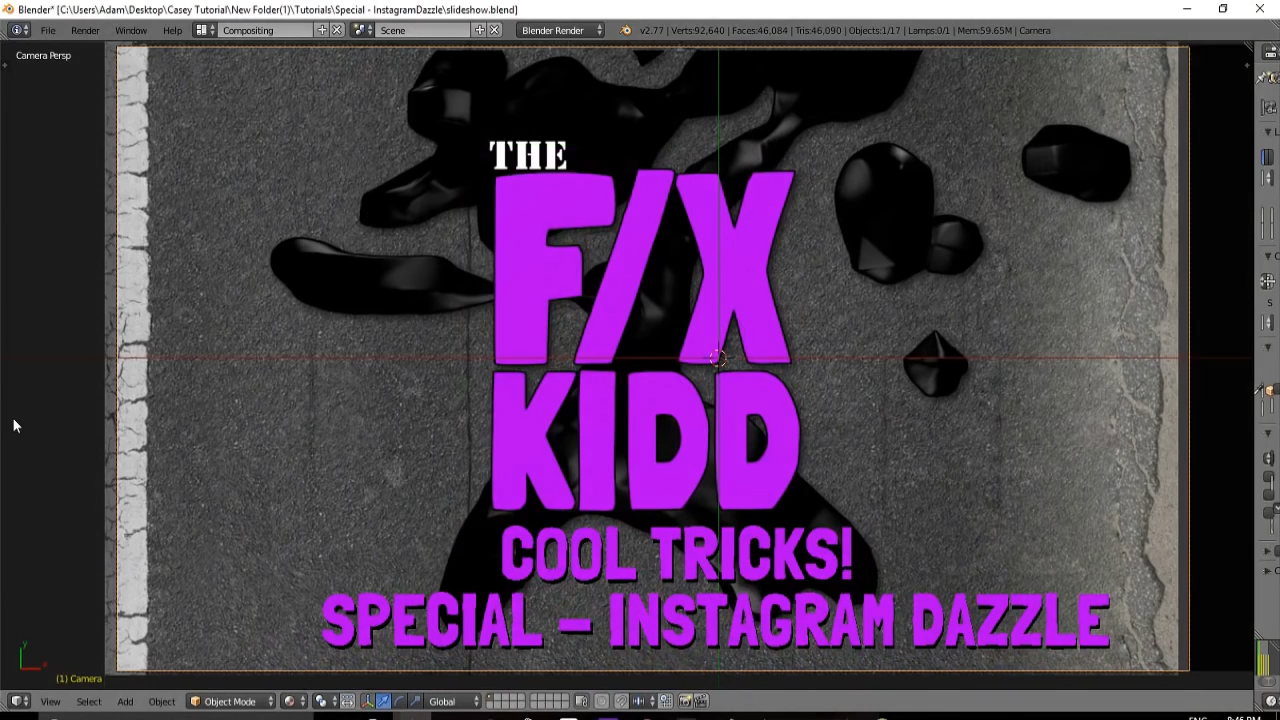 Blender* [C:\Users\Adam\Desktop\Casey Tutorial\New Folder(1)\Tutorials\Special - InstagramDazzle\slideshow.blend]
File Render Window Help Compositing Scene Blender Render v2.77 | Verts:92,640 | Faces:46,084 | Tris:46,090 | Objects:1/17 | Lamps:0/1 | Mem:59.65M | Camera
Camera Persp
THE
F/X
KIDD
COOL TRICKS!
SPECIAL - INSTAGRAM DAZZLE
(1) Camera
View Select Add Object Object Mode Global